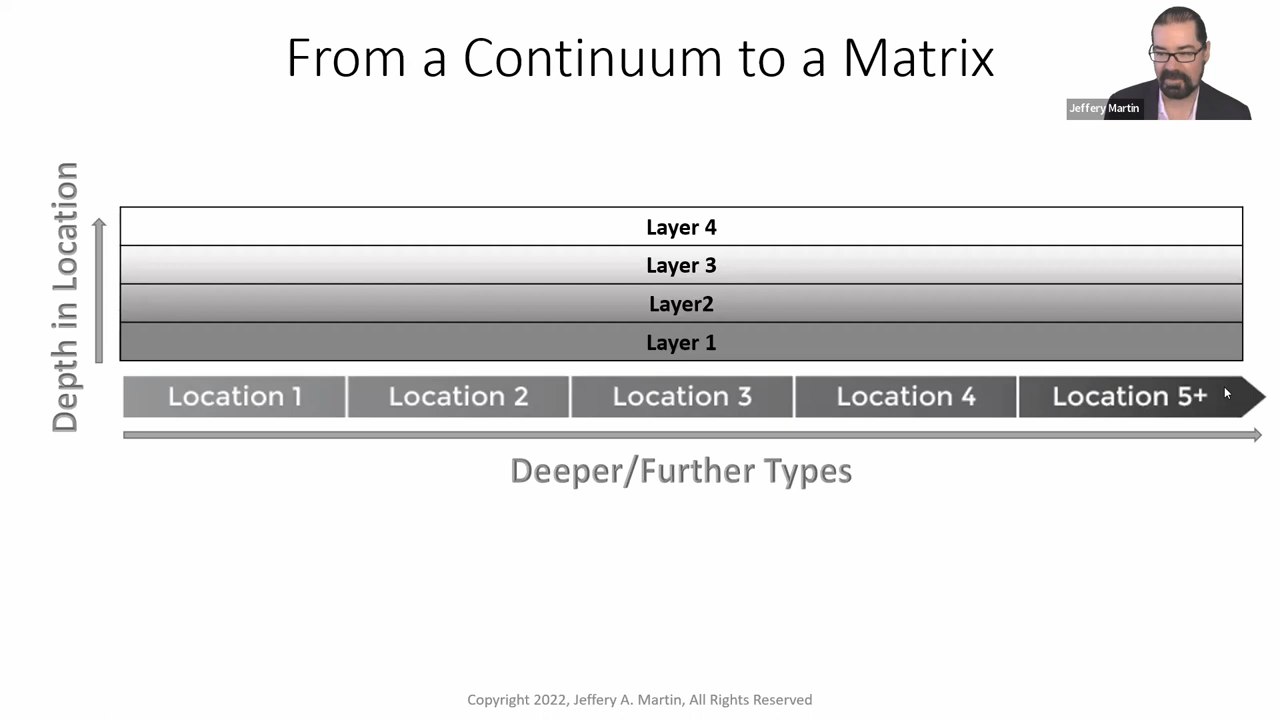 From a Continuum to a Matrix
Jeffery Martin
Depth in Location
Layer 4
Layer 3
Layer2
Layer 1
Location 1 Location 2 Location 3 Location 4 Location 5+
Deeper/Further Types
Copyright 2022, Jeffery A. Martin, All Rights Reserved